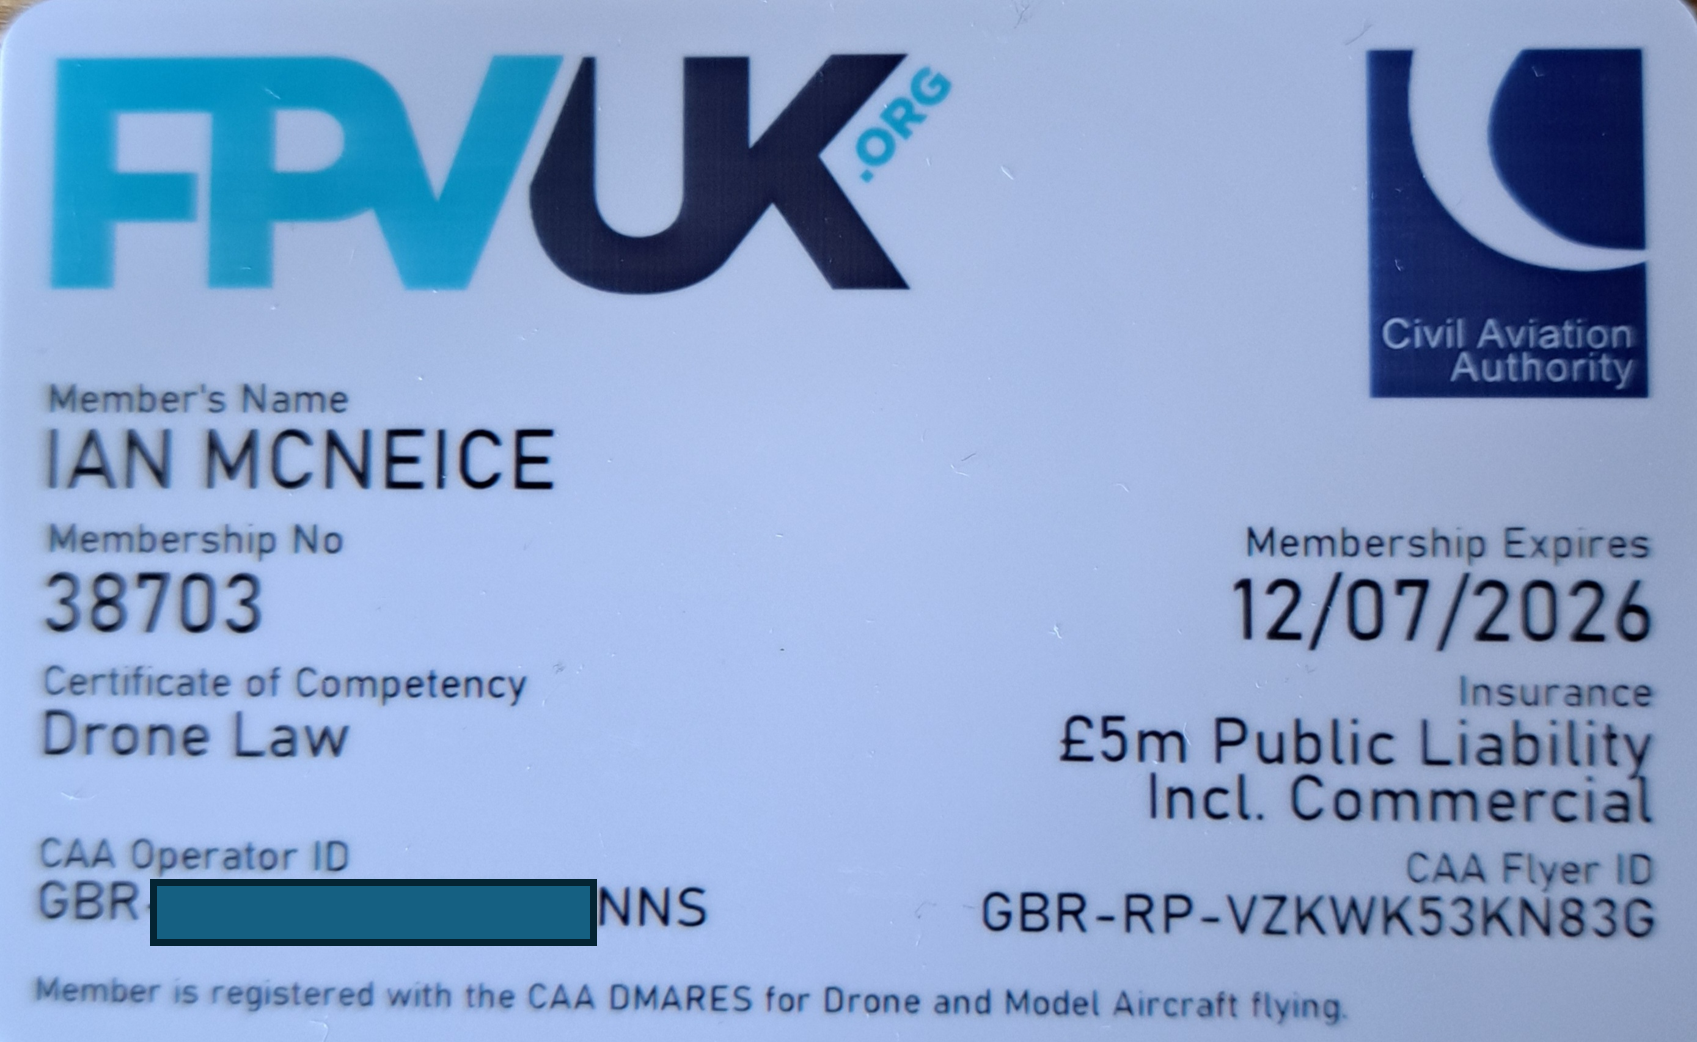 FPVUK.ORG
Civil Aviation
Authority
Member's Name
IAN MCNEICE
Membership No
38703
Membership Expires
12/07/2026
Certificate of Competency
Drone Law
Insurance
£5m Public Liability
Incl. Commercial
CAA Operator ID
GBR- NNS
CAA Flyer ID
GBR-RP-VZKWK53KN83G
Member is registered with the CAA DMARES for Drone and Model Aircraft flying.